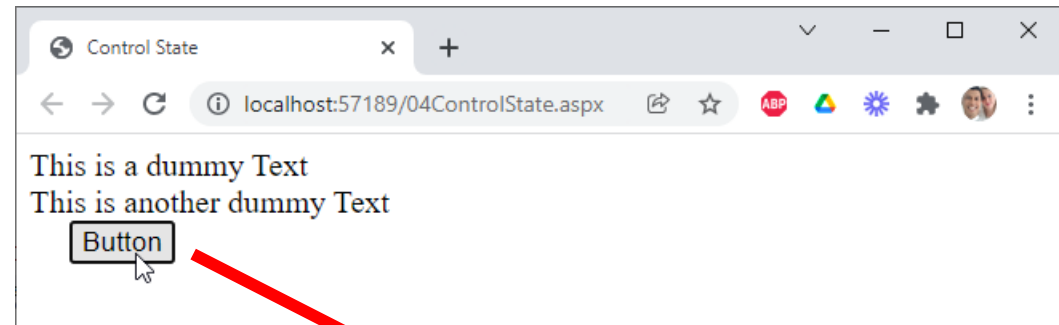 Control State
localhost:57189/04ControlState.aspx
ABP
This is a dummy Text
This is another dummy Text
Button